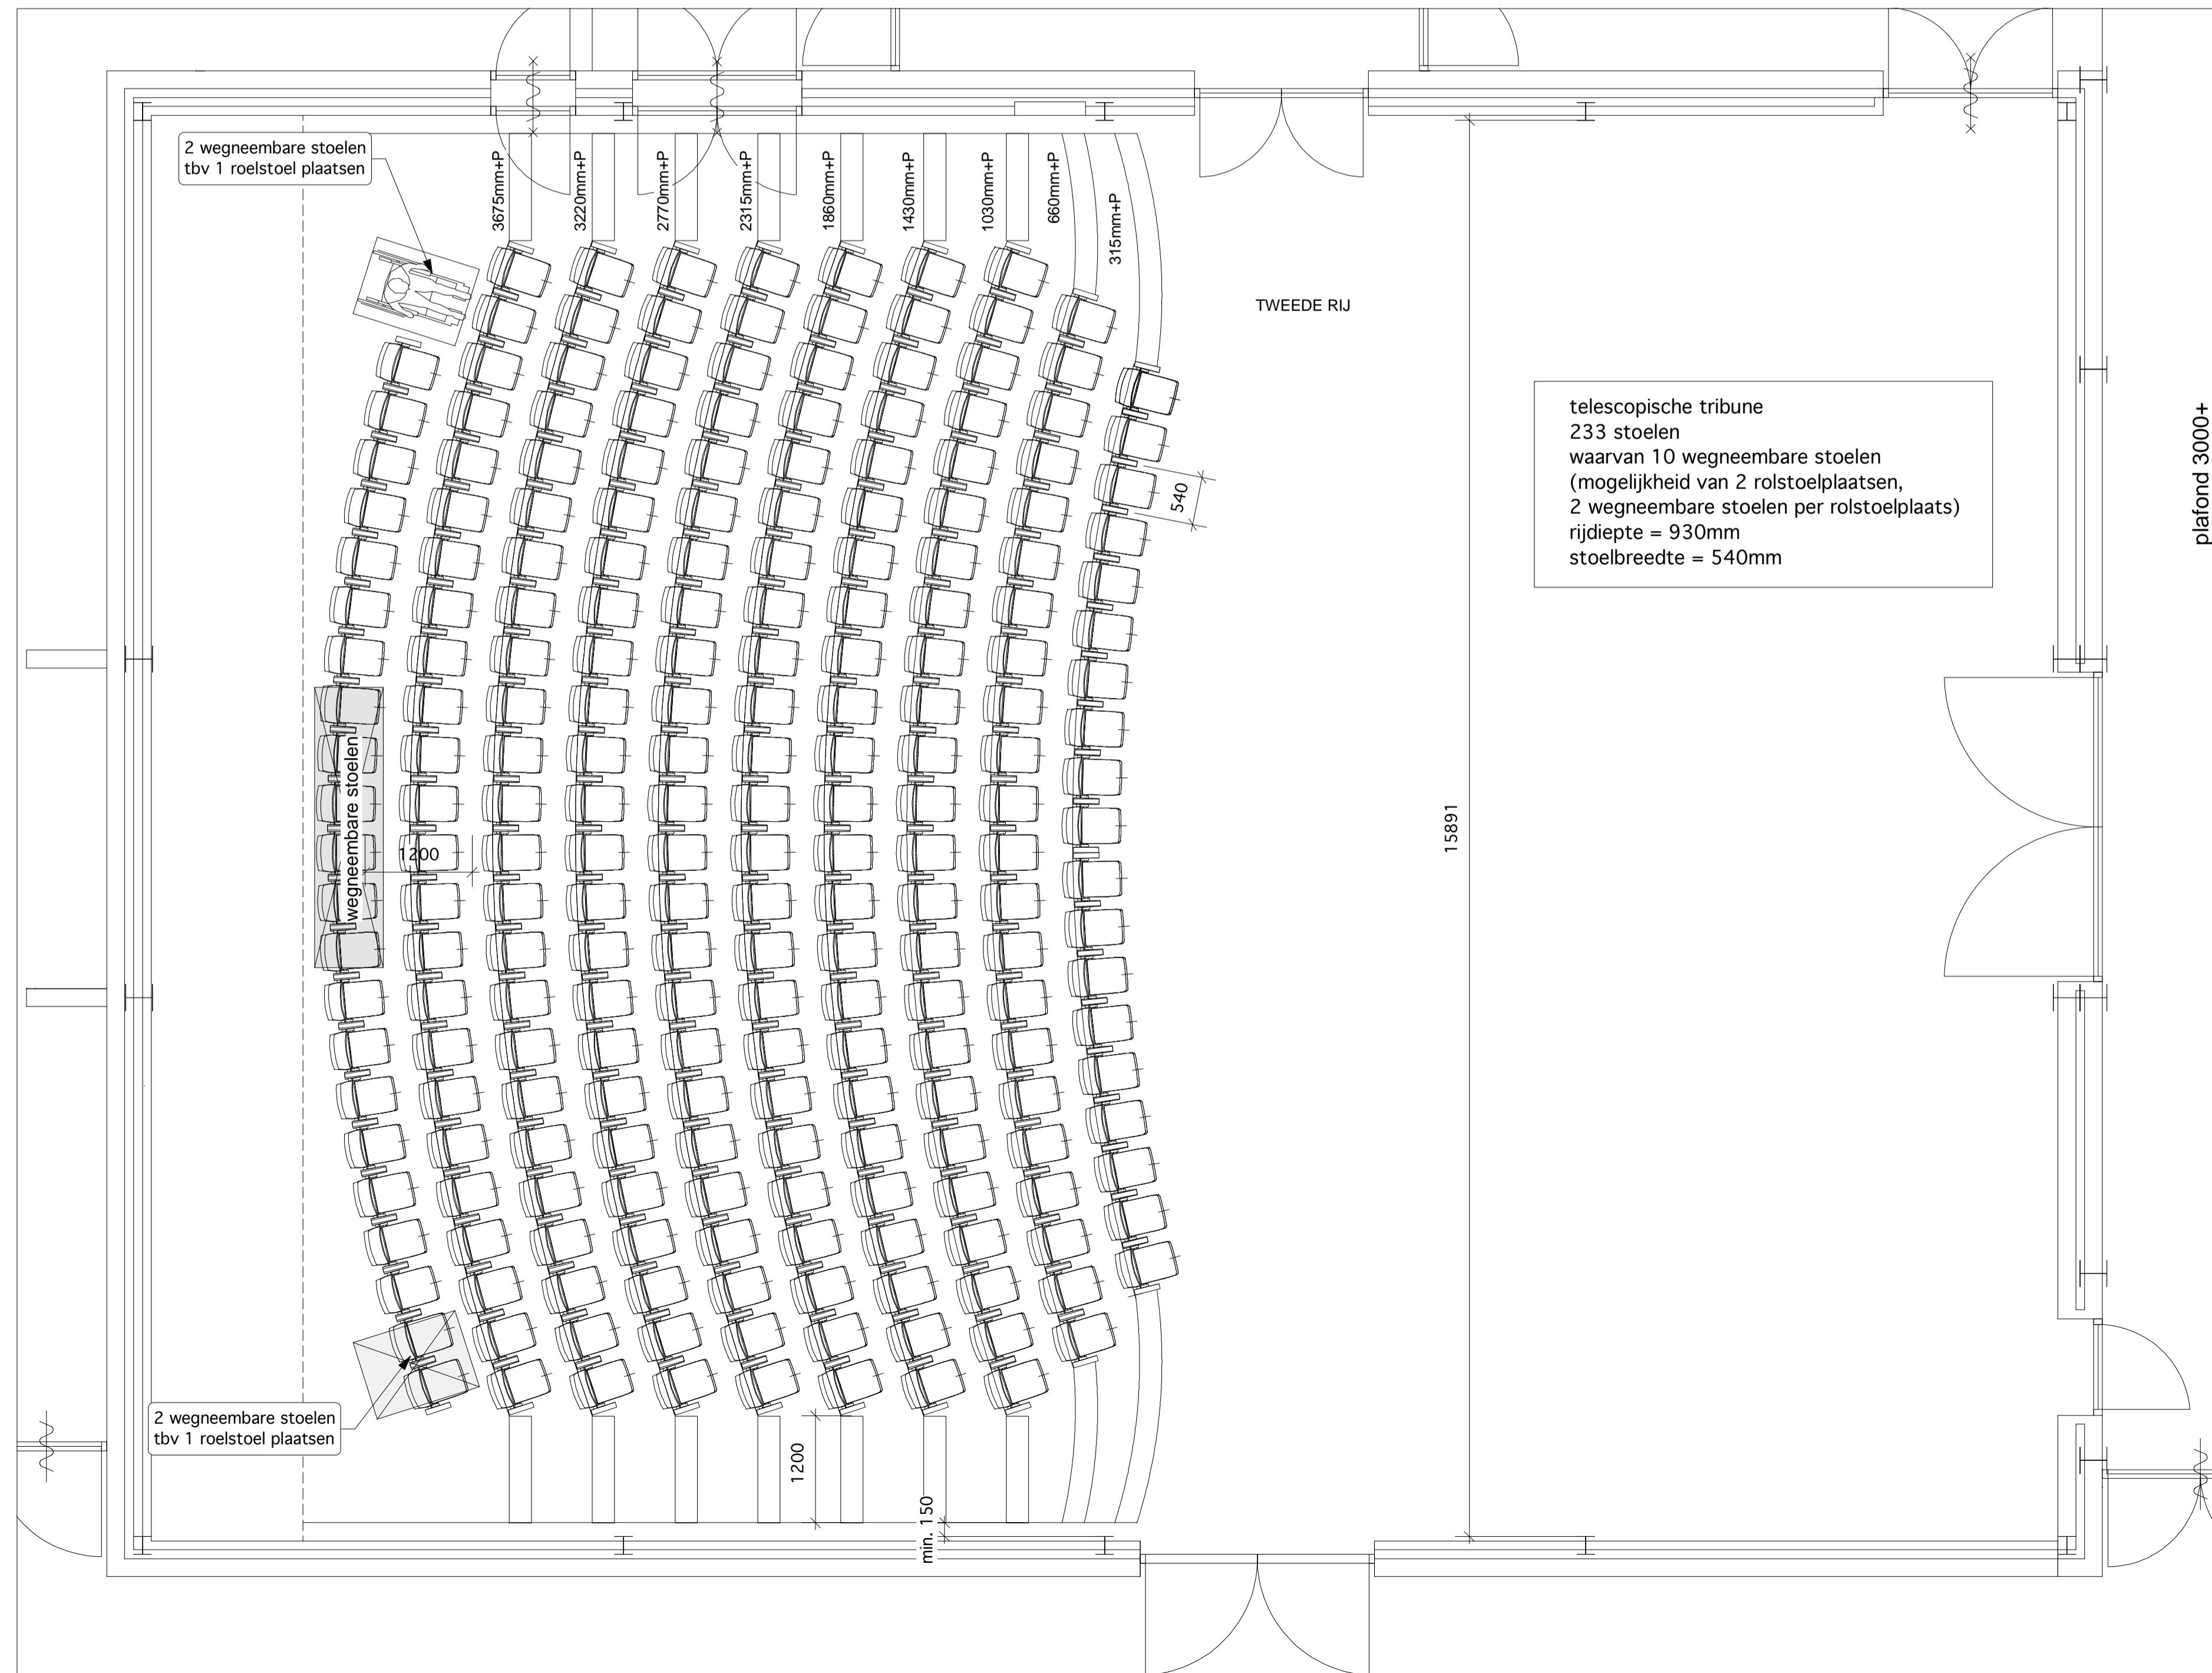 2 wegneembare stoelen
tbv 1 roelstoel plaatsen
3675mm+P
3220mm+P
2770mm+P
2315mm+P
1860mm+P
1430mm+P
1030mm+P
660mm+P
315mm+P
TWEEDE RIJ
telescopische tribune
233 stoelen
waarvan 10 wegneembare stoelen
(mogelijkheid van 2 rolstoelplaatsen,
2 wegneembare stoelen per rolstoelplaats)
rijdiepte = 930mm
stoelbreedte = 540mm
plafond 3000+
540
wegneembare stoelen
1200
15891
2 wegneembare stoelen
tbv 1 roelstoel plaatsen
1200
min. 150